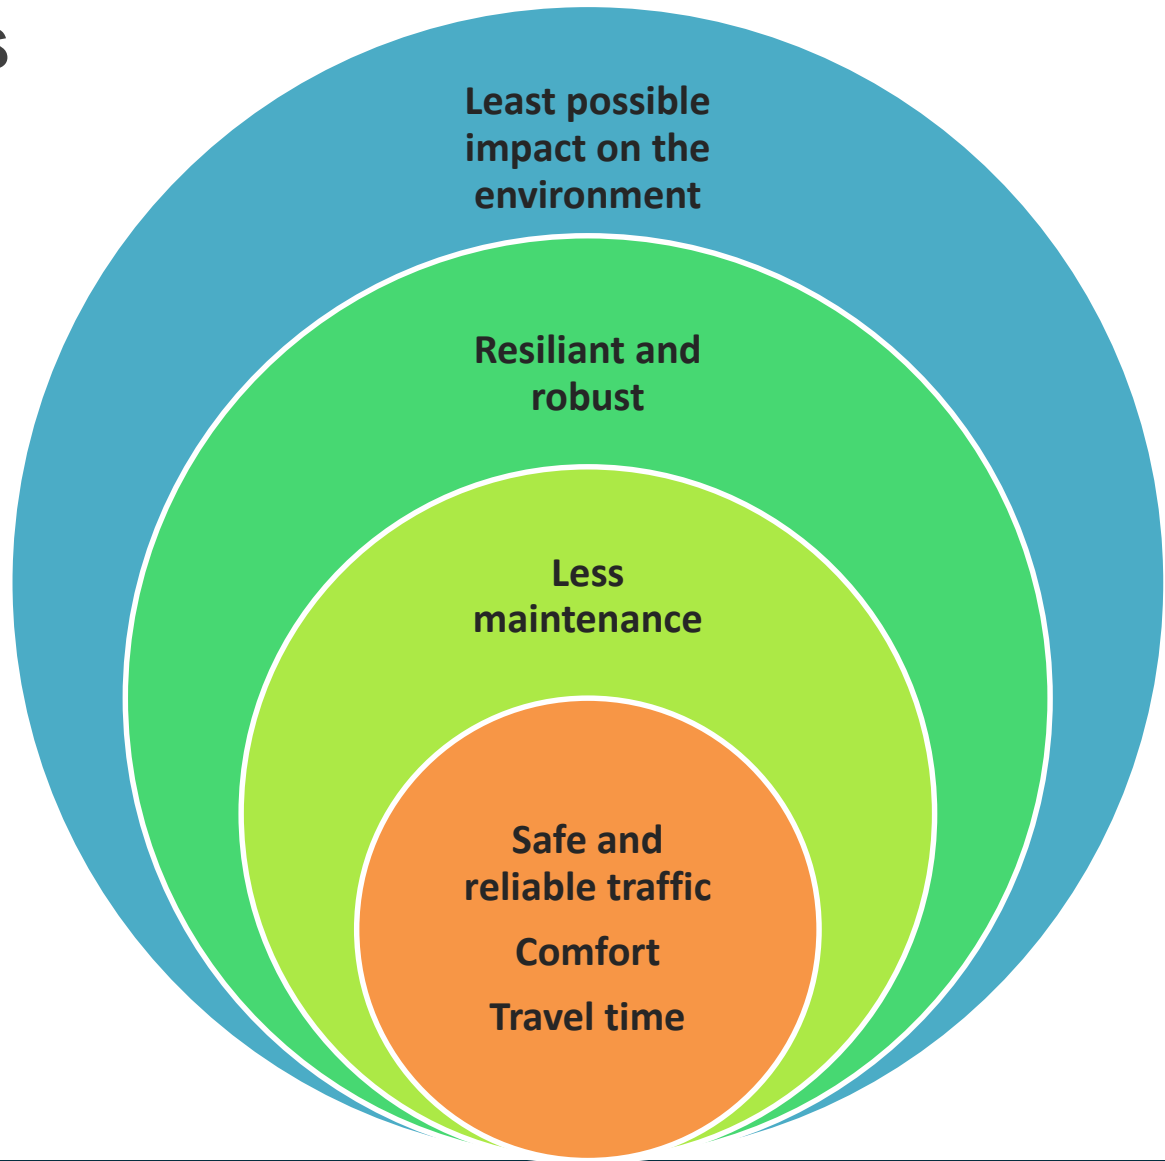 s
Least possible
impact on the
environment
Resiliant and
robust
Less
maintenance
Safe and
reliable traffic
Comfort
Travel time